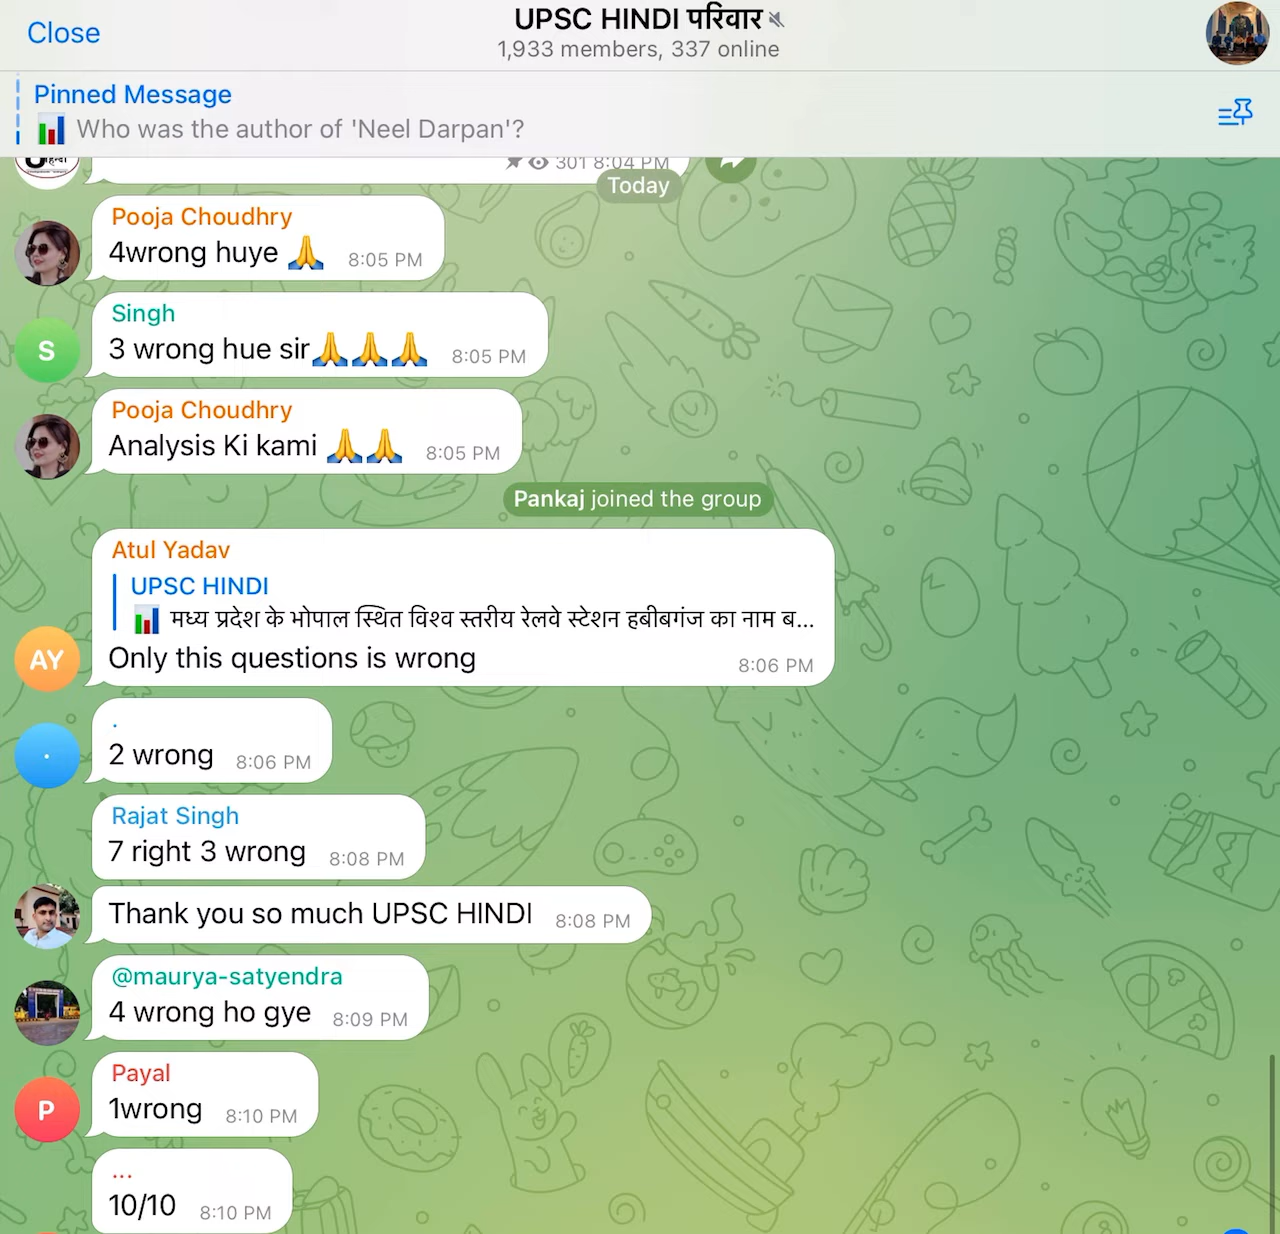 Close
UPSC HINDI परिवार
1,933 members, 337 online
Pinned Message
Who was the author of 'Neel Darpan'?
हिन्दी
301 8:04 PM
Today
Pooja Choudhry
4wrong huye 🙏 8:05 PM
S
Singh
3 wrong hue sir🙏🙏🙏 8:05 PM
Pooja Choudhry
Analysis Ki kami 🙏🙏 8:05 PM
Pankaj joined the group
Atul Yadav
UPSC HINDI
📊 मध्य प्रदेश के भोपाल स्थित विश्व स्तरीय रेलवे स्टेशन हबीबगंज का नाम ब...
AY
Only this questions is wrong 8:06 PM
.
2 wrong 8:06 PM
Rajat Singh
7 right 3 wrong 8:08 PM
Thank you so much UPSC HINDI 8:08 PM
@maurya-satyendra
4 wrong ho gye 8:09 PM
P
Payal
1wrong 8:10 PM
...
10/10 8:10 PM